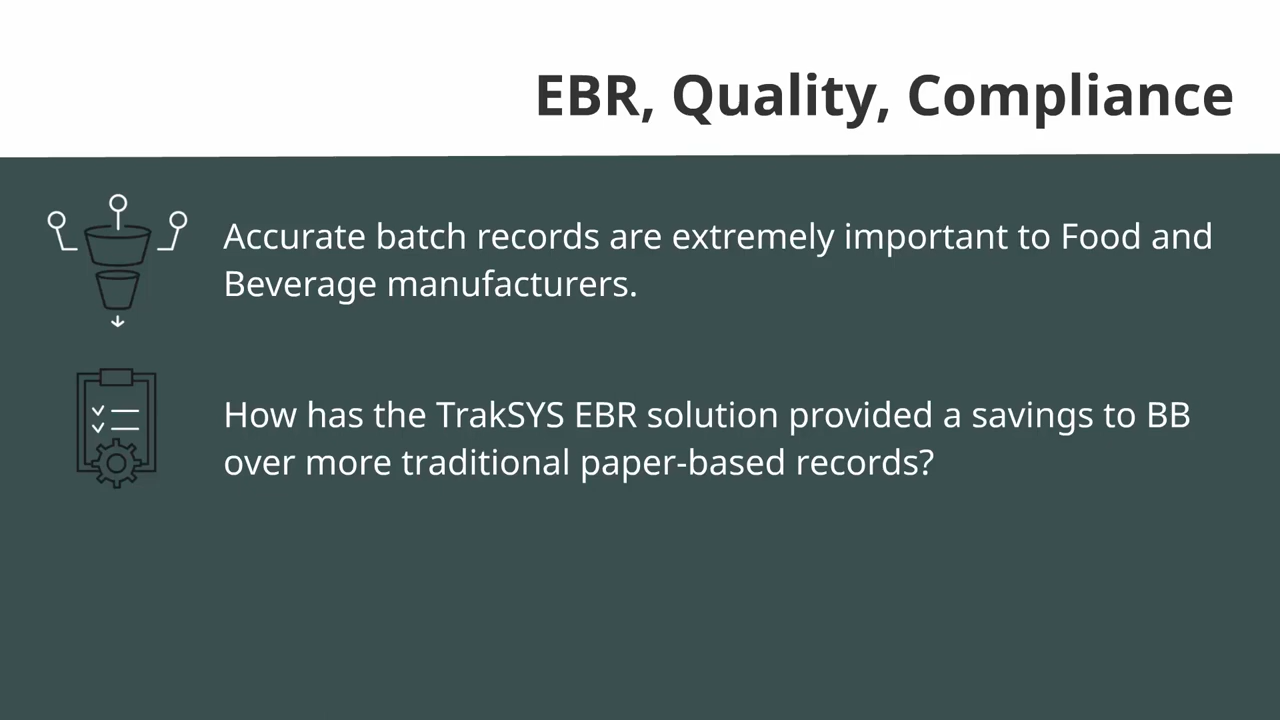 EBR, Quality, Compliance
Accurate batch records are extremely important to Food and
Beverage manufacturers.
How has the TrakSYS EBR solution provided a savings to BB
over more traditional paper-based records?